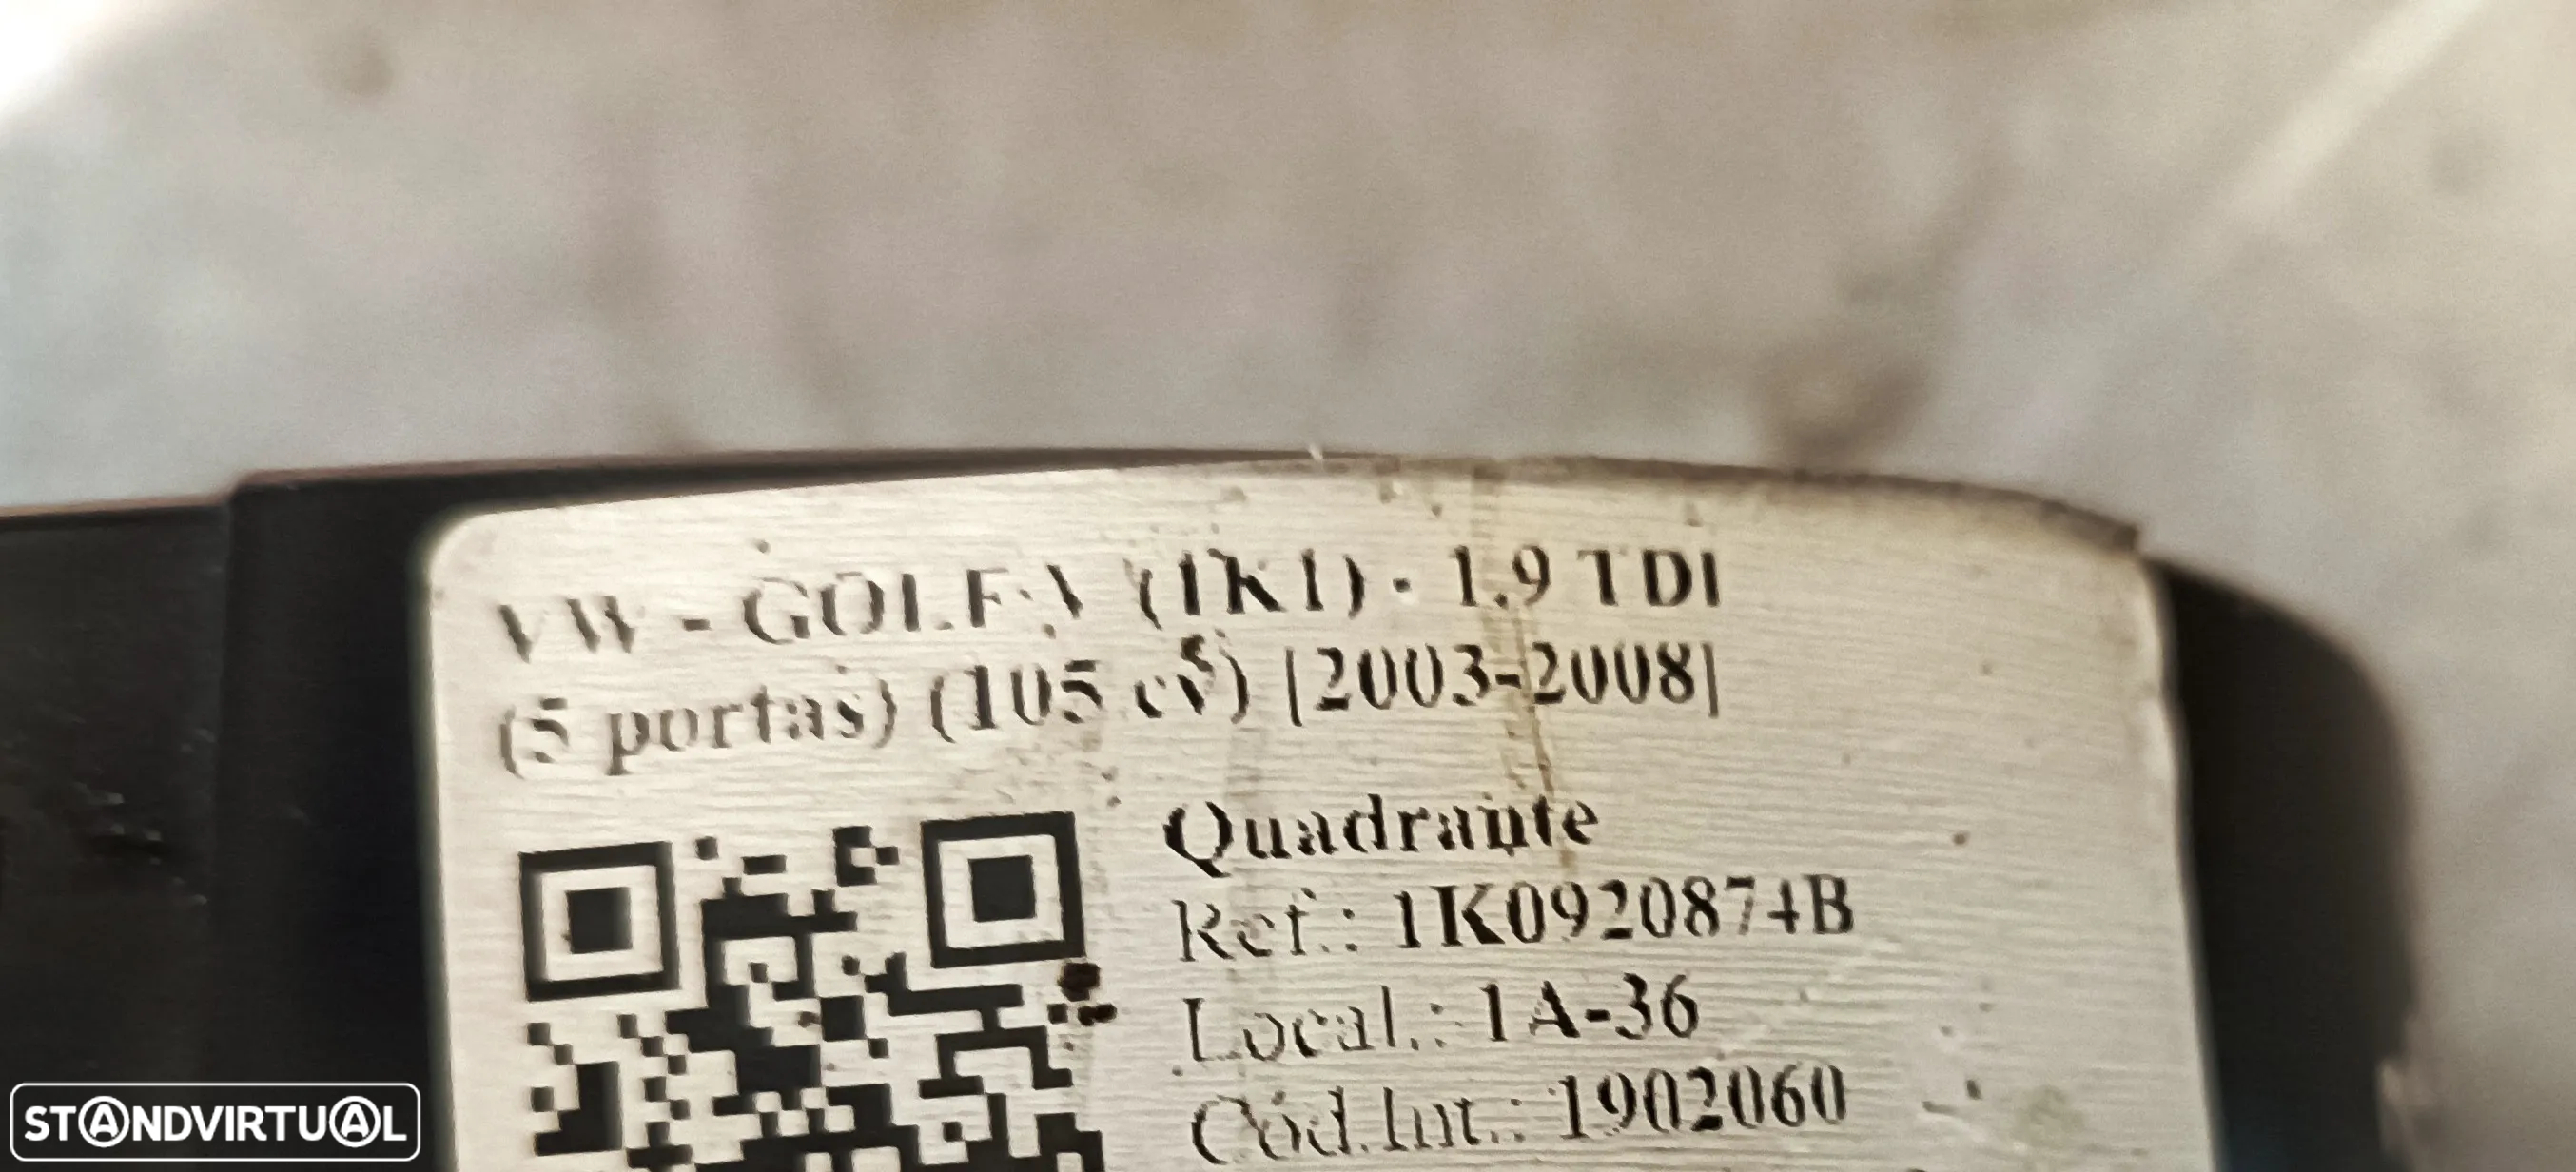 VW - GOLF V (1K1) - 1.9 TDI
(5 portas) (105 cv) [2003-2008]
Quadrante
Ref.: 1K0920874B
Local.: 1A-36
Cód.Int.: 1902060
STANDVIRTUAL